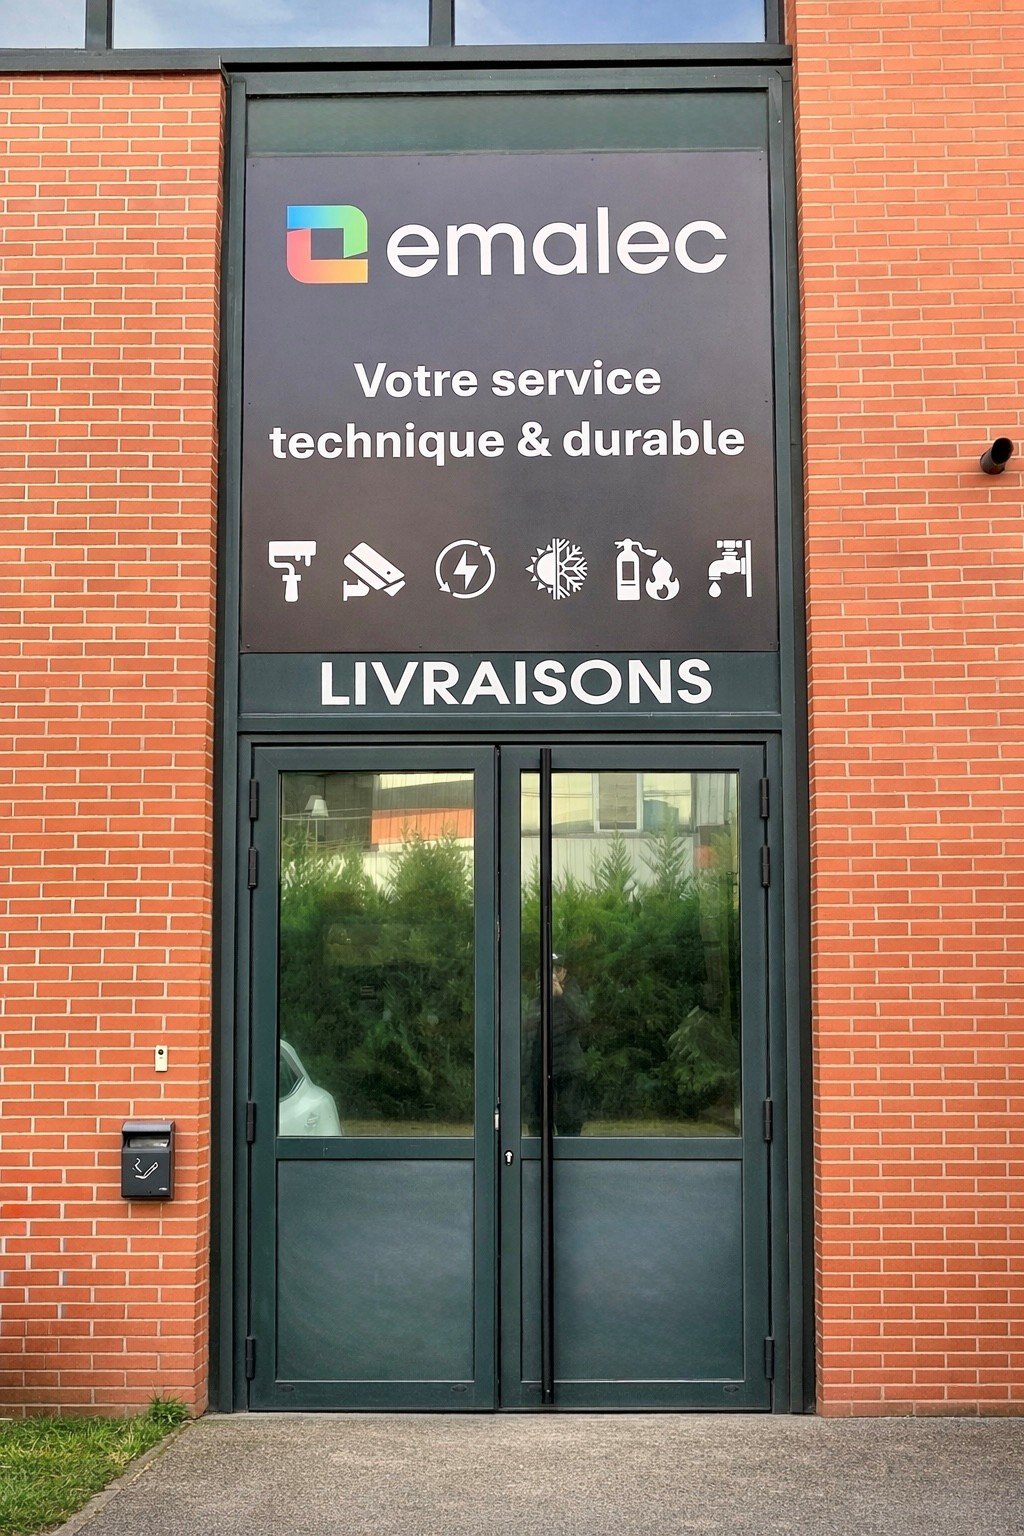 emalec
Votre service
technique & durable
LIVRAISONS